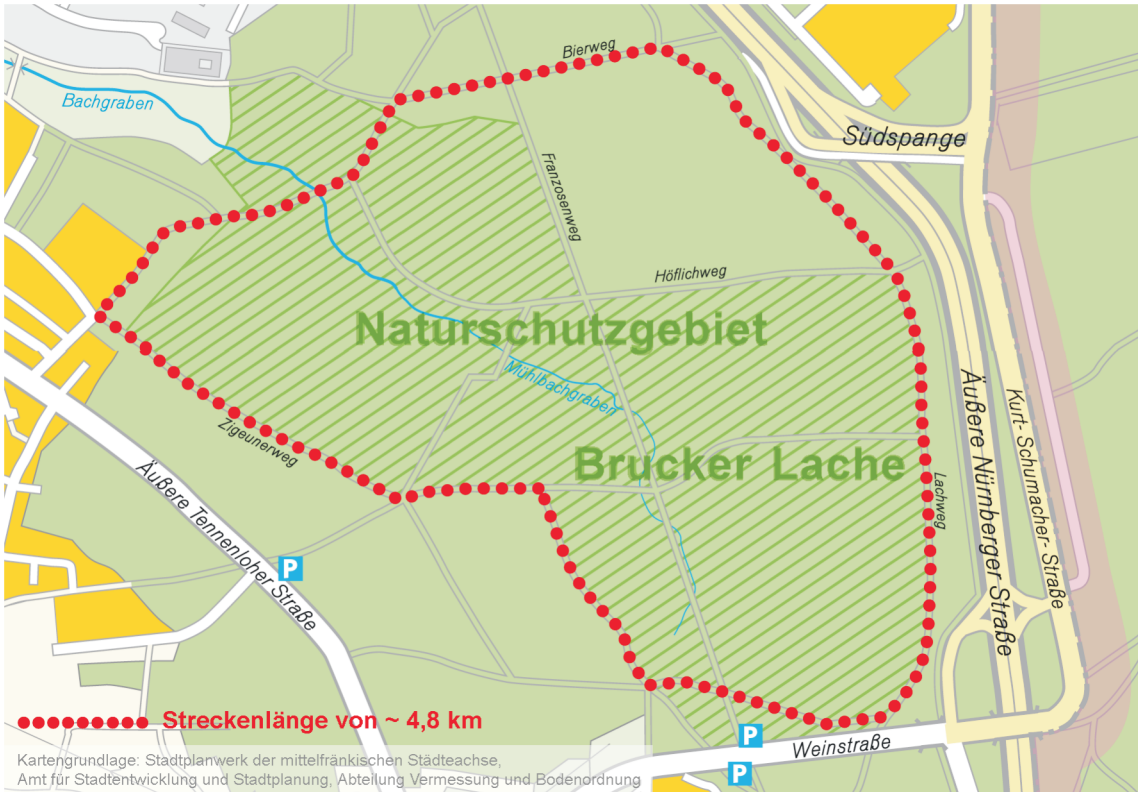 Bierweg
Bachgraben
Südspange
Franzosenweg
Höflichweg
Naturschutzgebiet
Mühlbachgraben
Äußere Nürnberger Straße
Kurt-Schumacher-Straße
Zigeunerweg
Brucker Lache
Lachweg
Äußere Tennenloher Straße
P
Streckenlänge von ~ 4,8 km
P
Weinstraße
P
Kartengrundlage: Stadtplanwerk der mittelfränkischen Städteachse,
Amt für Stadtentwicklung und Stadtplanung, Abteilung Vermessung und Bodenordnung